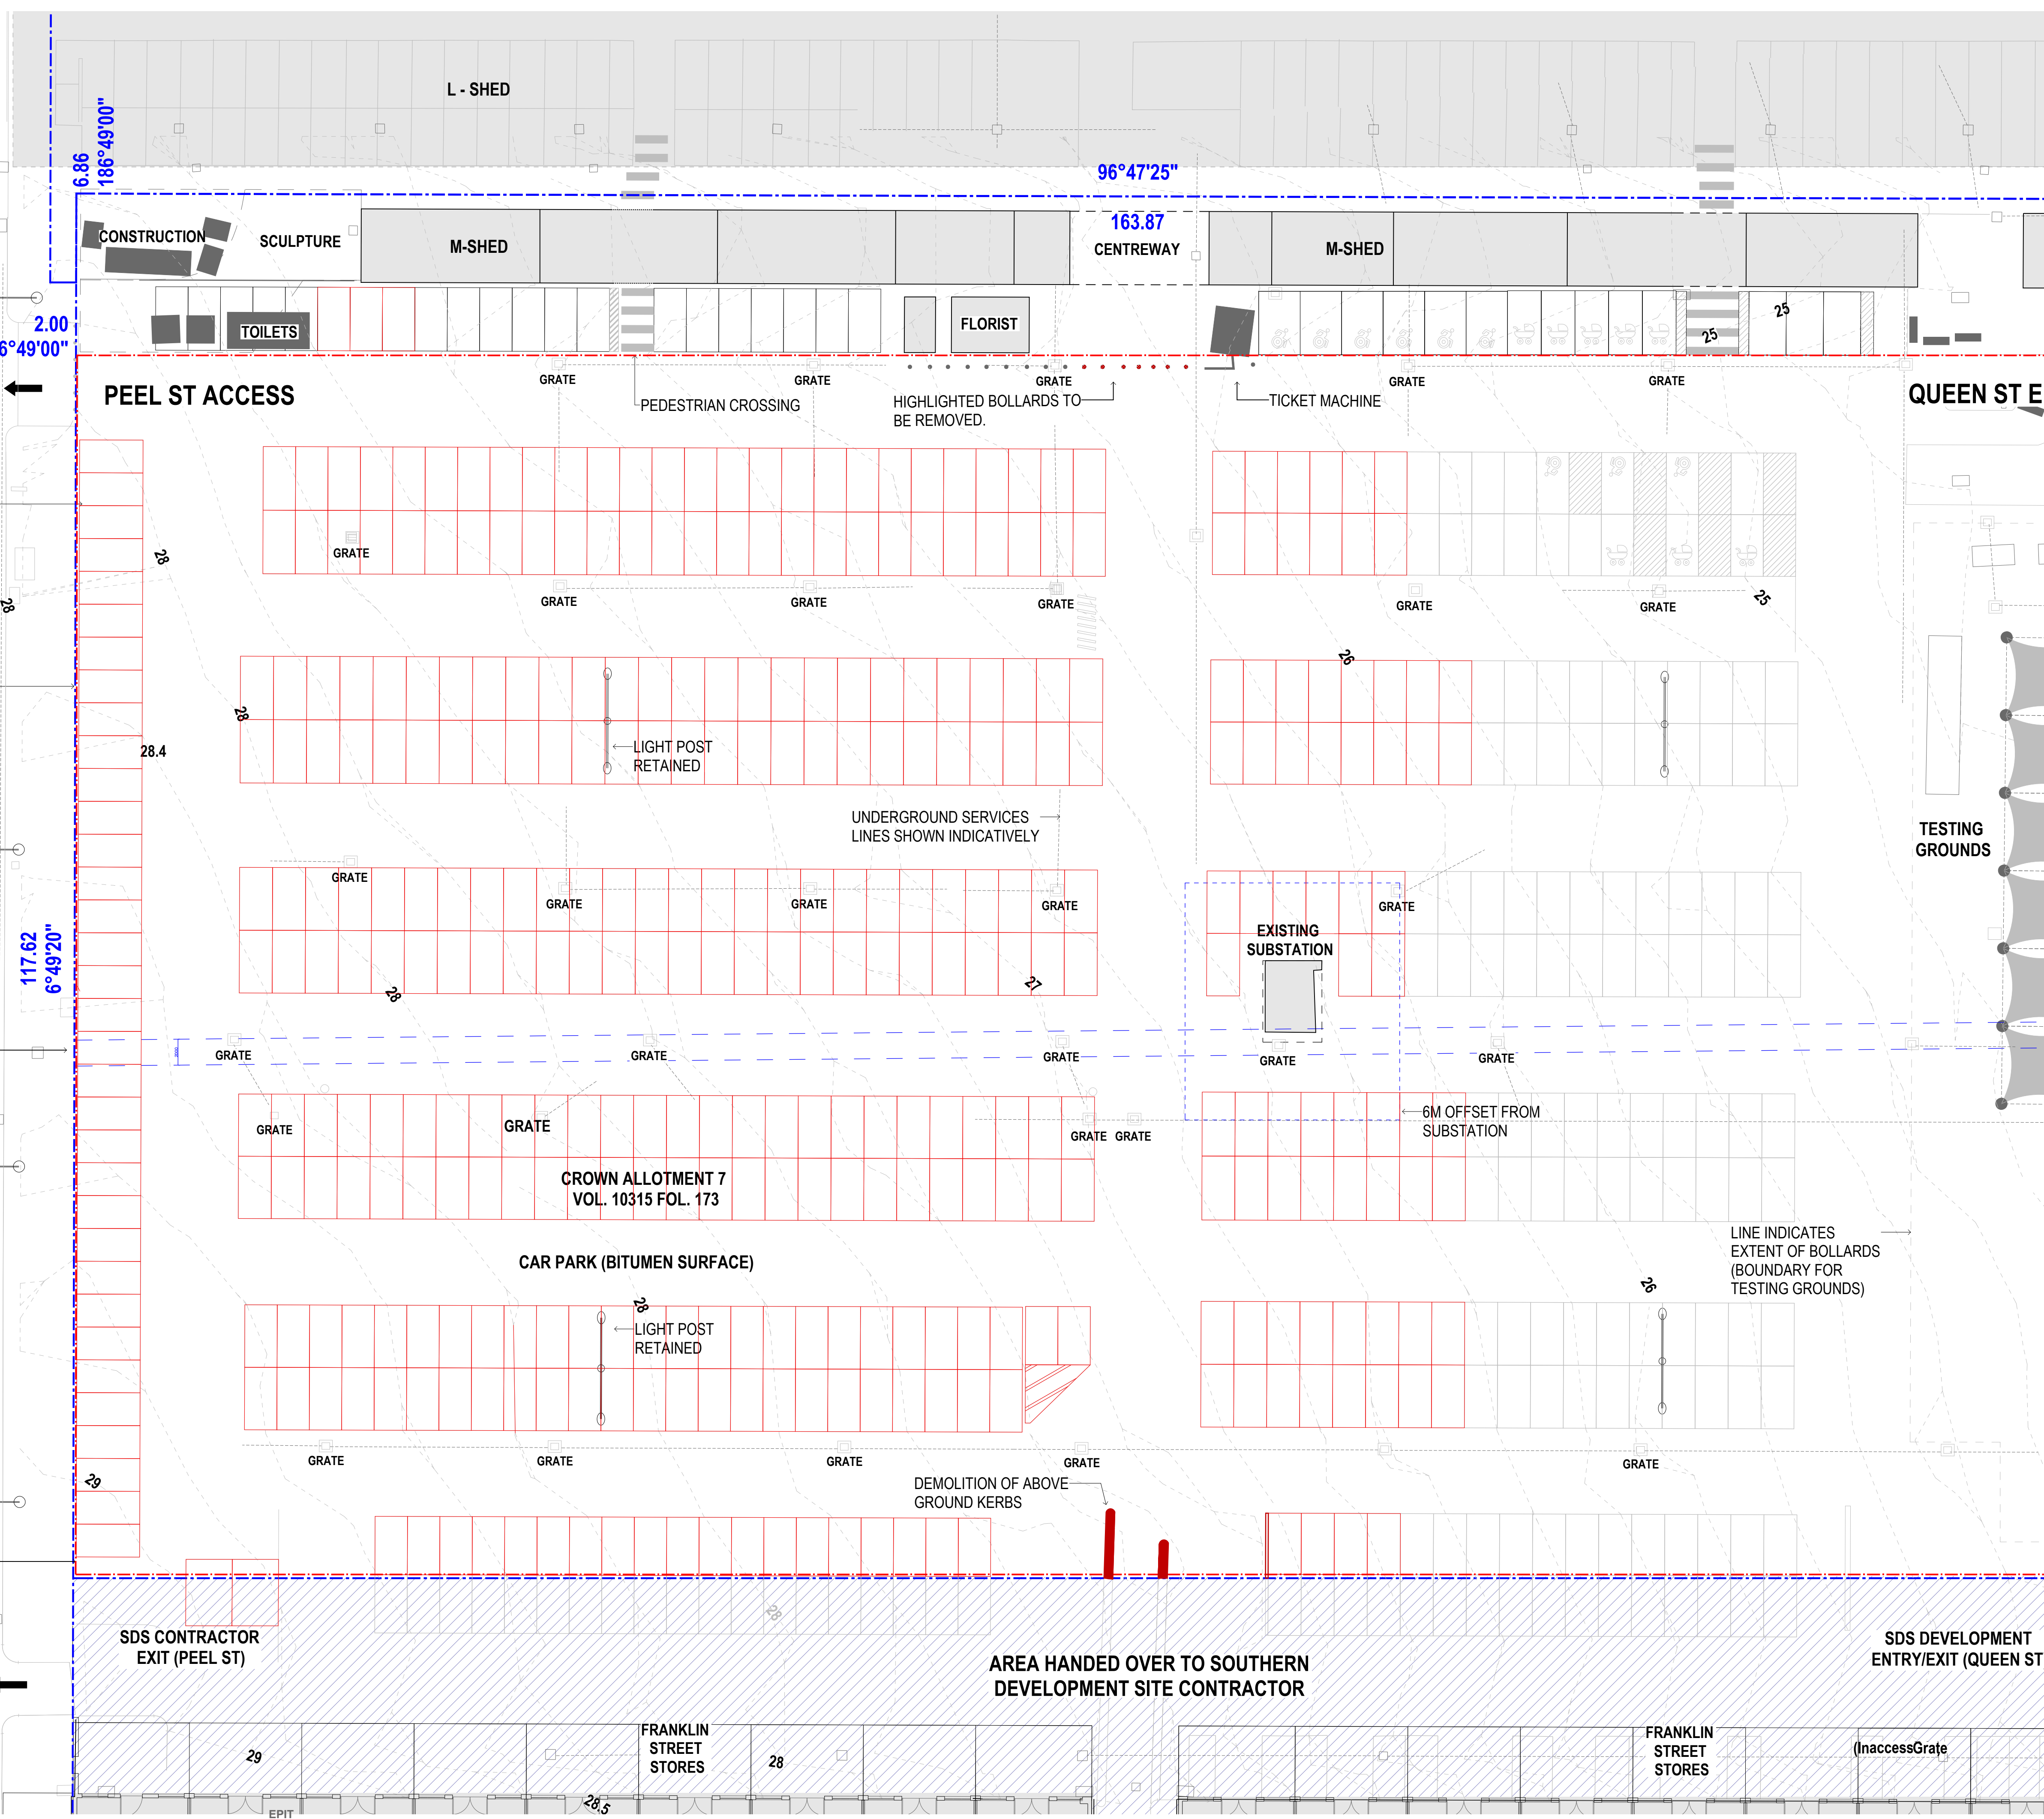 L - SHED
6.86
186°49'00"
96°47'25"
163.87
CONSTRUCTION
SCULPTURE
M-SHED
CENTREWAY
M-SHED
2.00
6°49'00"
TOILETS
FLORIST
25
25
PEEL ST ACCESS
GRATE
GRATE
GRATE
GRATE
GRATE
QUEEN ST E
PEDESTRIAN CROSSING
HIGHLIGHTED BOLLARDS TO
BE REMOVED.
TICKET MACHINE
28
GRATE
28
GRATE
GRATE
GRATE
GRATE
GRATE
25
26
28
28.4
LIGHT POST
RETAINED
UNDERGROUND SERVICES
LINES SHOWN INDICATIVELY
TESTING
GROUNDS
GRATE
GRATE
GRATE
GRATE
GRATE
EXISTING
SUBSTATION
117.62
6°49'20"
28
27
GRATE
GRATE
GRATE
GRATE
GRATE
GRATE
GRATE
GRATE
GRATE
6M OFFSET FROM
SUBSTATION
CROWN ALLOTMENT 7
VOL. 10315 FOL. 173
CAR PARK (BITUMEN SURFACE)
LINE INDICATES
EXTENT OF BOLLARDS
(BOUNDARY FOR
TESTING GROUNDS)
28
26
LIGHT POST
RETAINED
GRATE
GRATE
GRATE
GRATE
GRATE
29
DEMOLITION OF ABOVE
GROUND KERBS
28
SDS CONTRACTOR
EXIT (PEEL ST)
AREA HANDED OVER TO SOUTHERN
DEVELOPMENT SITE CONTRACTOR
SDS DEVELOPMENT
ENTRY/EXIT (QUEEN ST
FRANKLIN
STREET
STORES
FRANKLIN
STREET
STORES
29
28
(InaccessGrate
28.5
EPIT